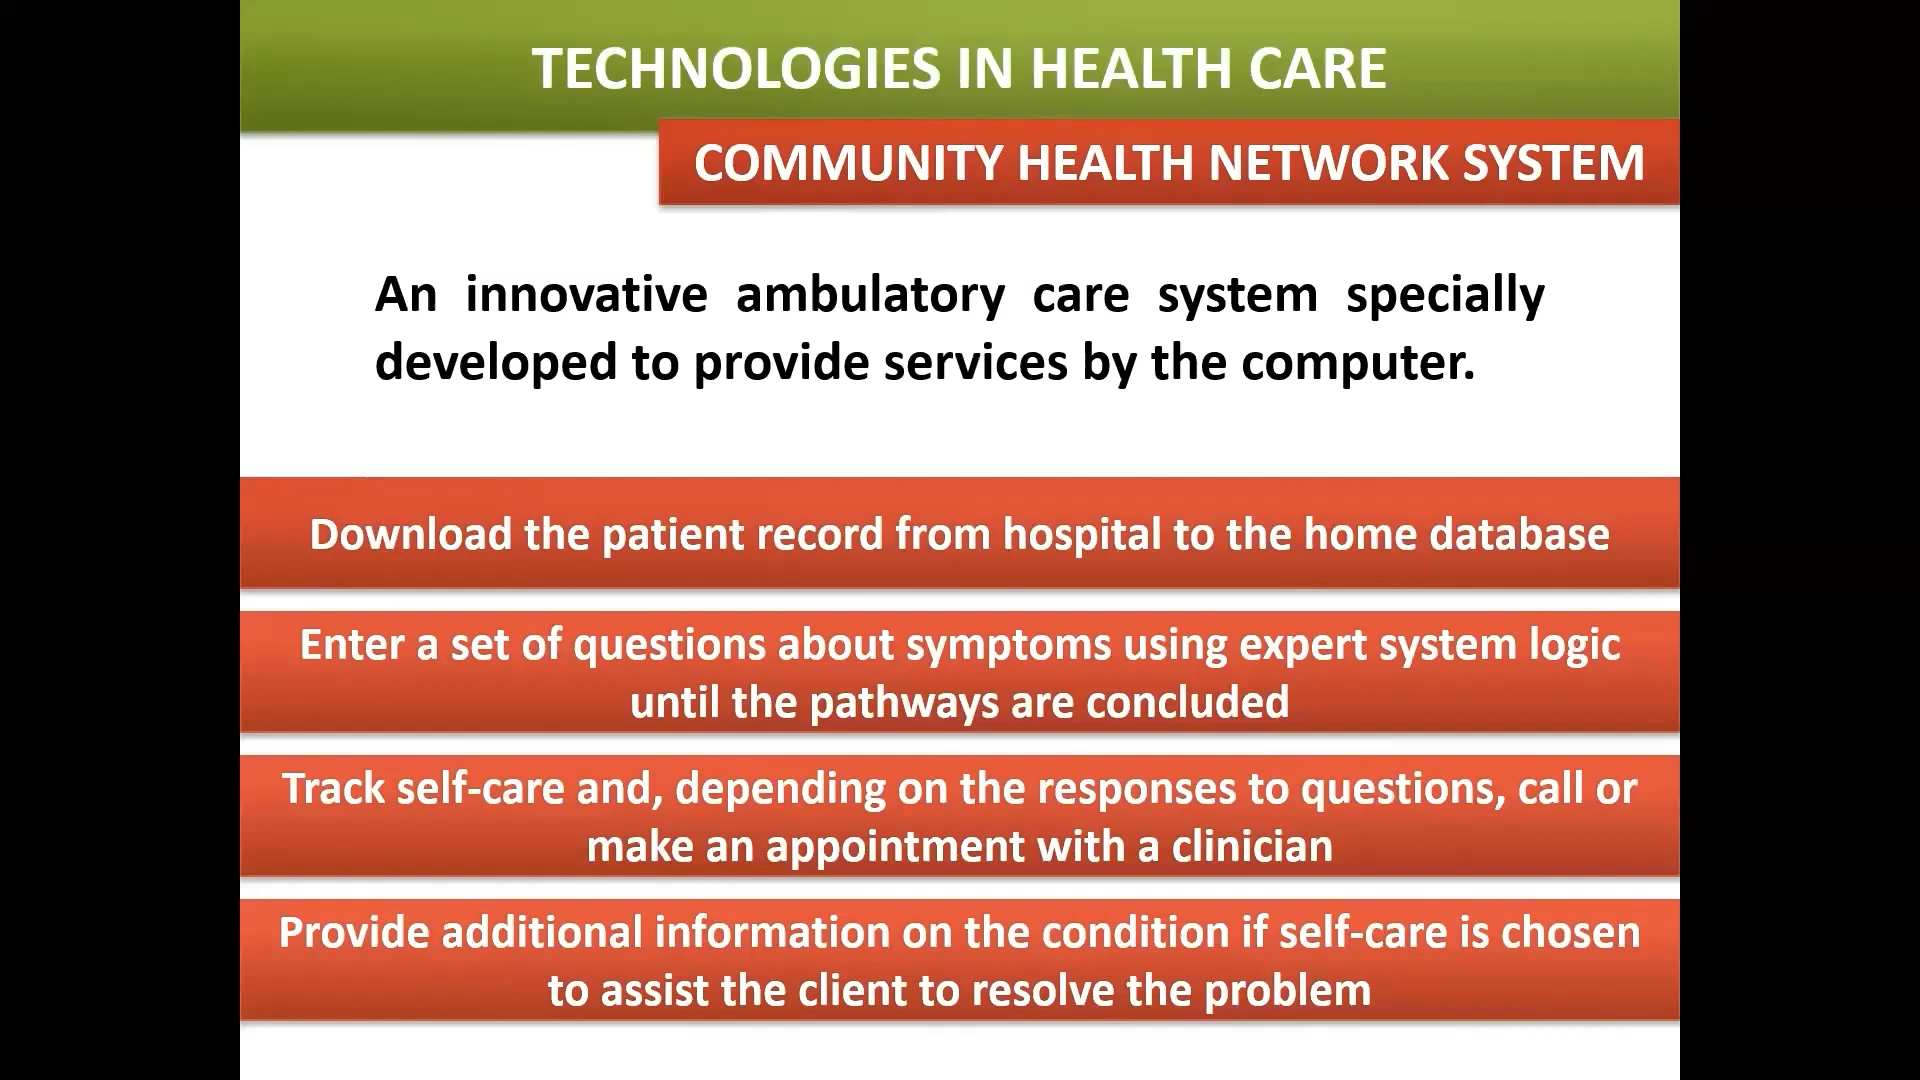 TECHNOLOGIES IN HEALTH CARE
COMMUNITY HEALTH NETWORK SYSTEM
An innovative ambulatory care system specially
developed to provide services by the computer.
Download the patient record from hospital to the home database
Enter a set of questions about symptoms using expert system logic
until the pathways are concluded
Track self-care and, depending on the responses to questions, call or
make an appointment with a clinician
Provide additional information on the condition if self-care is chosen
to assist the client to resolve the problem